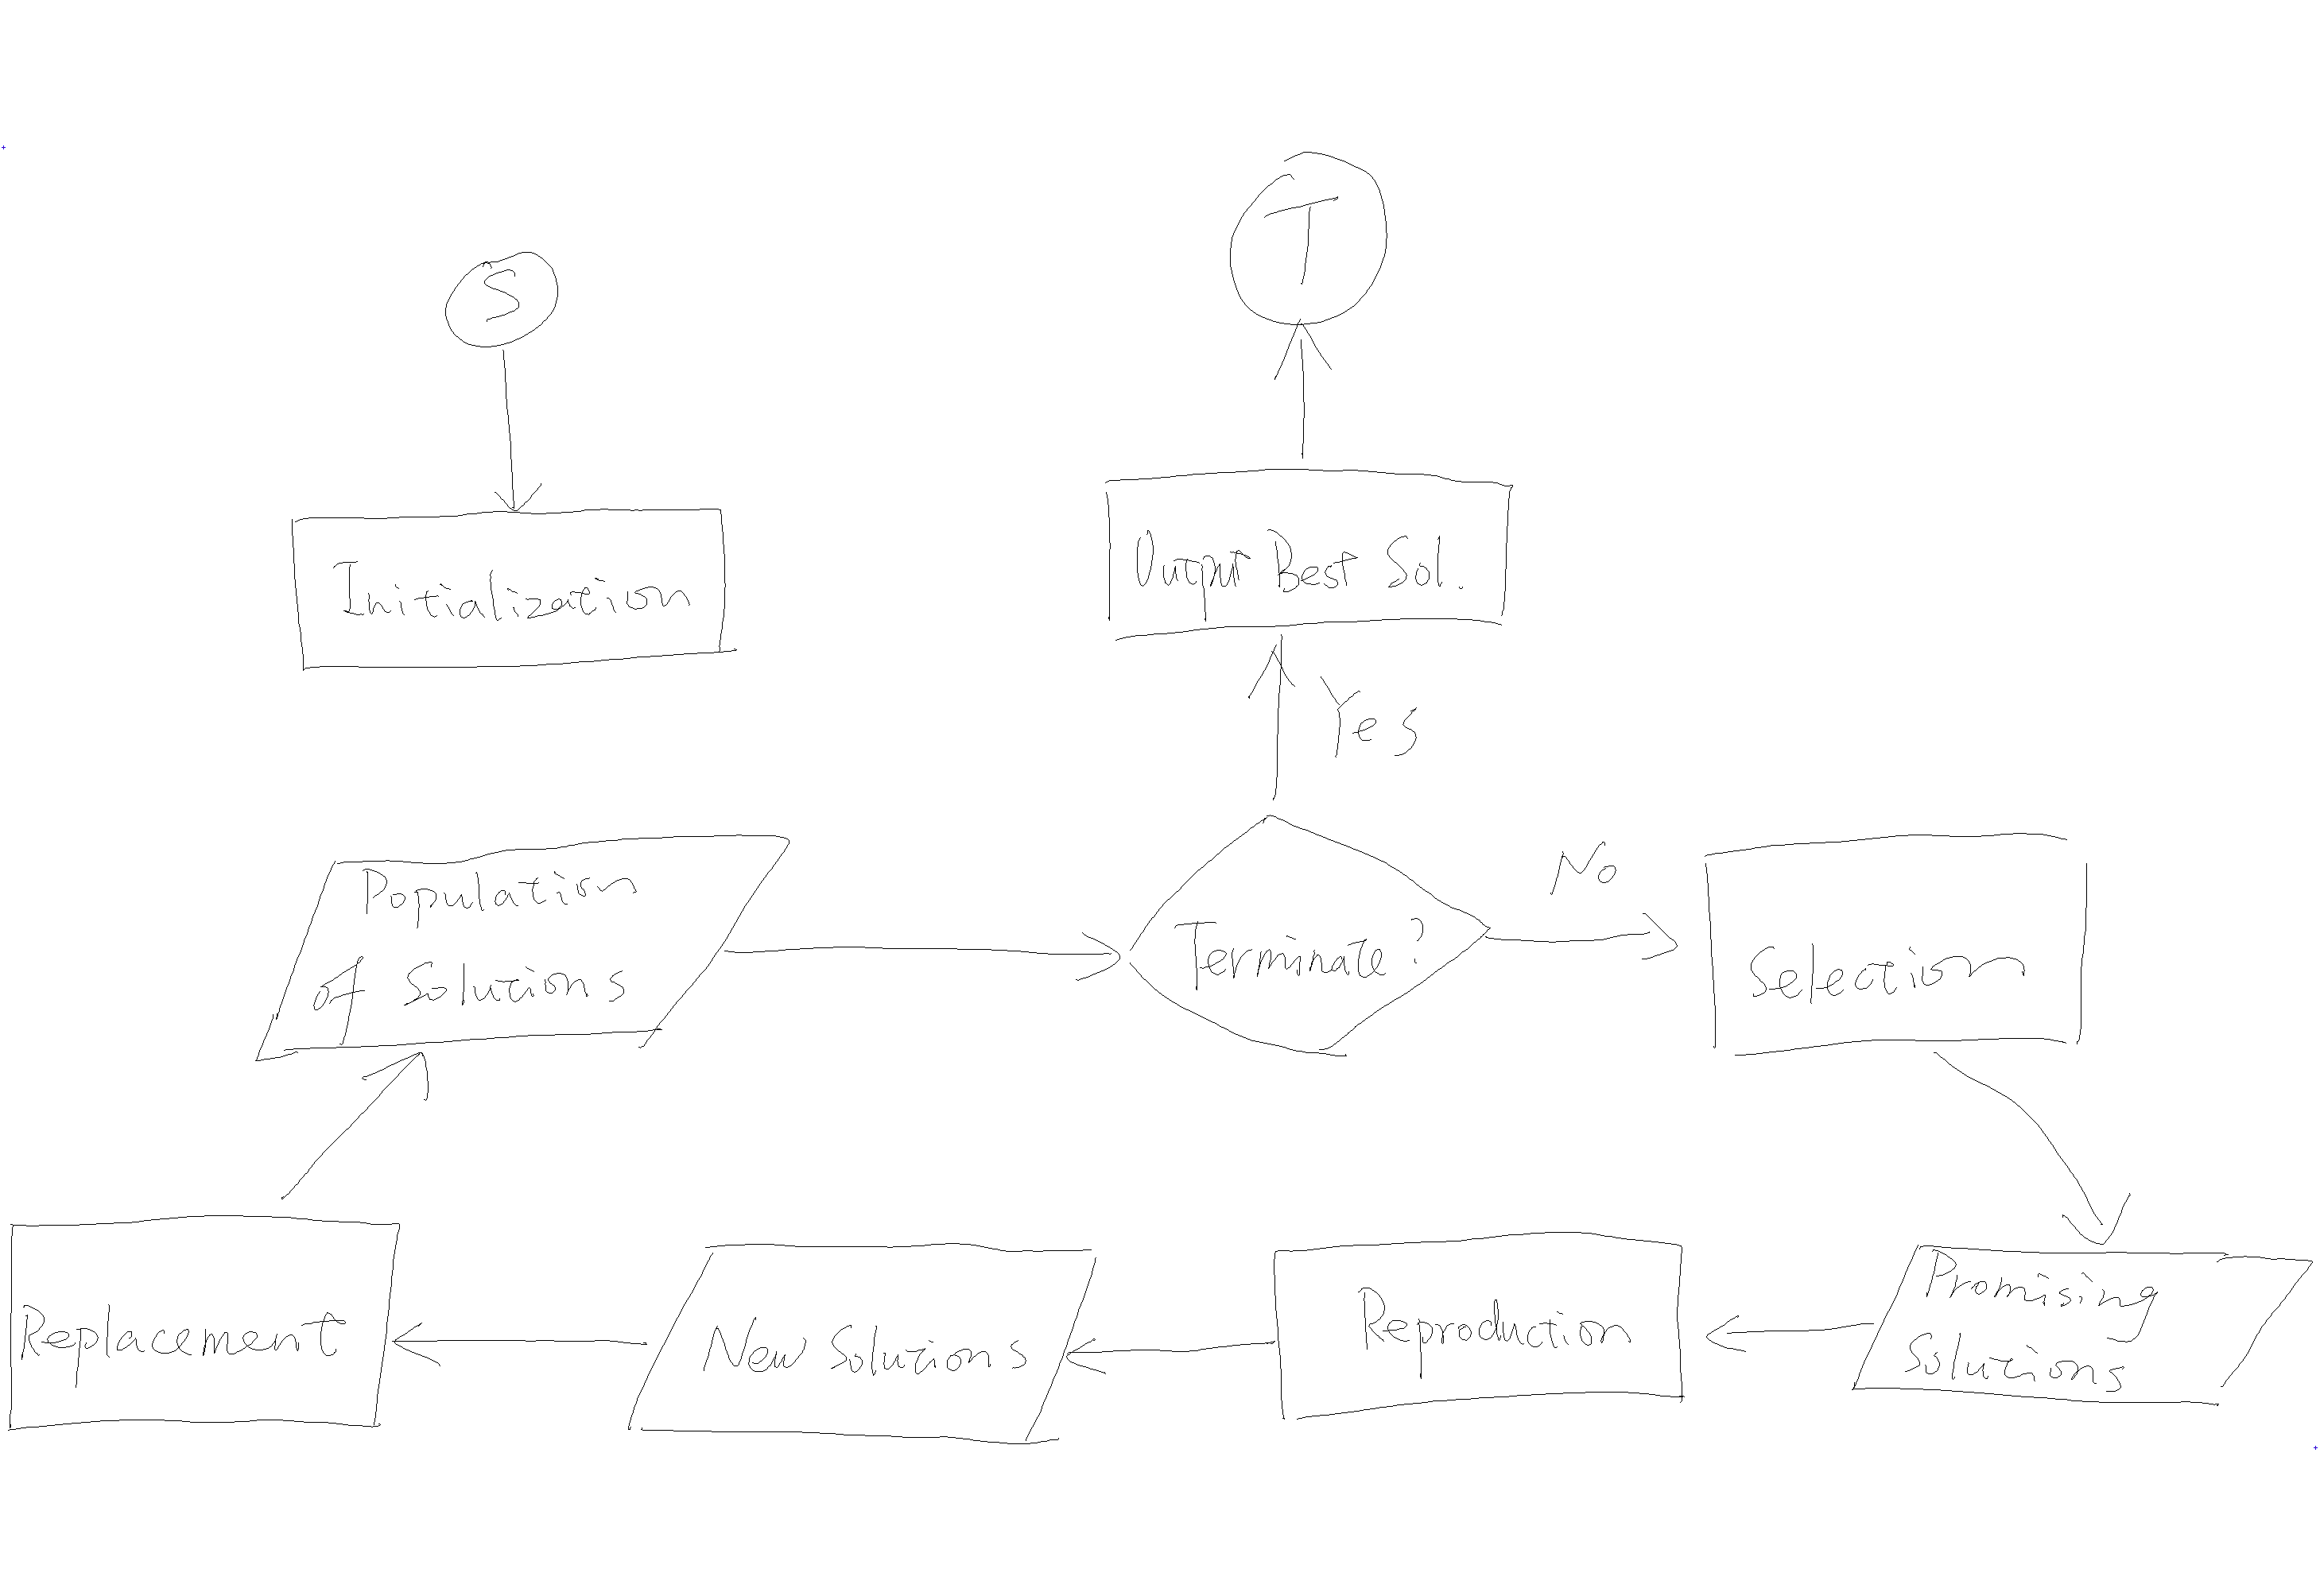 S
T
Initialization
Output Best Sol.
Yes
No
Population
of Solutions
Terminate?
Selection
Replacement
New Solutions
Reproduction
Promising
Solutions